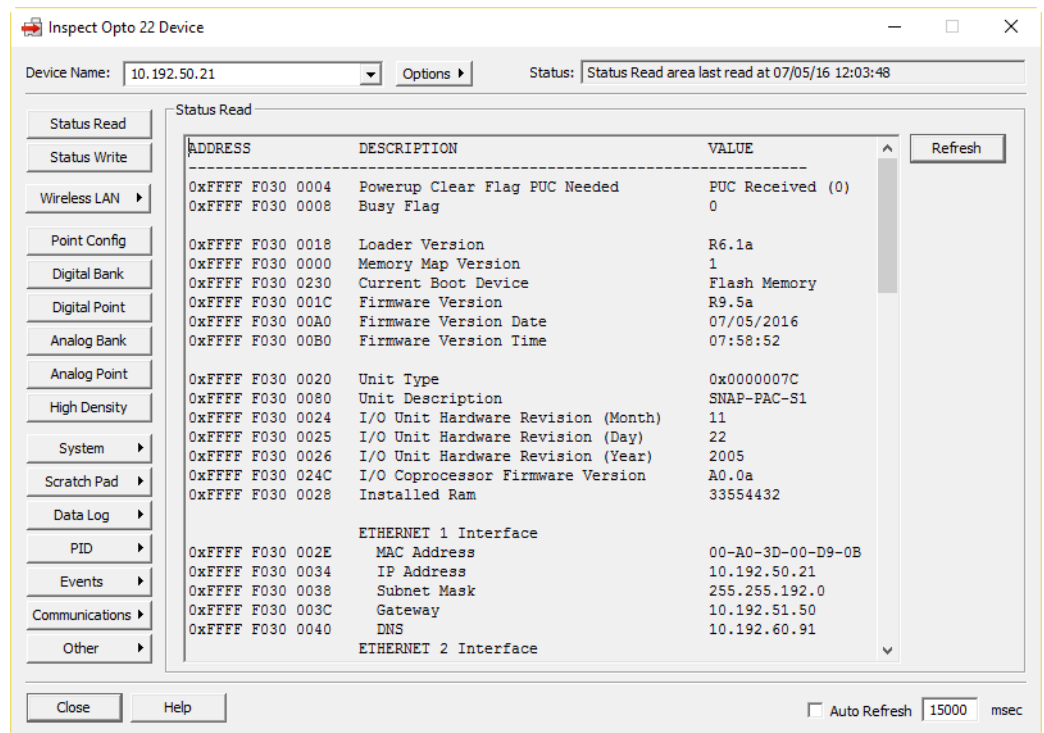 Inspect Opto 22 Device
Device Name: 10.192.50.21 Options Status: Status Read area last read at 07/05/16 12:03:48
Status Read
Status Write
Wireless LAN
Point Config
Digital Bank
Digital Point
Analog Bank
Analog Point
High Density
System
Scratch Pad
Data Log
PID
Events
Communications
Other
Status Read
ADDRESS DESCRIPTION VALUE
--------------------------------------------------------------------------
0xFFFF F030 0004 Powerup Clear Flag PUC Needed PUC Received (0)
0xFFFF F030 0008 Busy Flag 0
0xFFFF F030 0018 Loader Version R6.1a
0xFFFF F030 0000 Memory Map Version 1
0xFFFF F030 0230 Current Boot Device Flash Memory
0xFFFF F030 001C Firmware Version R9.5a
0xFFFF F030 00A0 Firmware Version Date 07/05/2016
0xFFFF F030 00B0 Firmware Version Time 07:58:52
0xFFFF F030 0020 Unit Type 0x0000007C
0xFFFF F030 0080 Unit Description SNAP-PAC-S1
0xFFFF F030 0024 I/O Unit Hardware Revision (Month) 11
0xFFFF F030 0025 I/O Unit Hardware Revision (Day) 22
0xFFFF F030 0026 I/O Unit Hardware Revision (Year) 2005
0xFFFF F030 024C I/O Coprocessor Firmware Version A0.0a
0xFFFF F030 0028 Installed Ram 33554432
ETHERNET 1 Interface
0xFFFF F030 002E MAC Address 00-A0-3D-00-D9-0B
0xFFFF F030 0034 IP Address 10.192.50.21
0xFFFF F030 0038 Subnet Mask 255.255.192.0
0xFFFF F030 003C Gateway 10.192.51.50
0xFFFF F030 0040 DNS 10.192.60.91
ETHERNET 2 Interface
Refresh
Close Help Auto Refresh 15000 msec